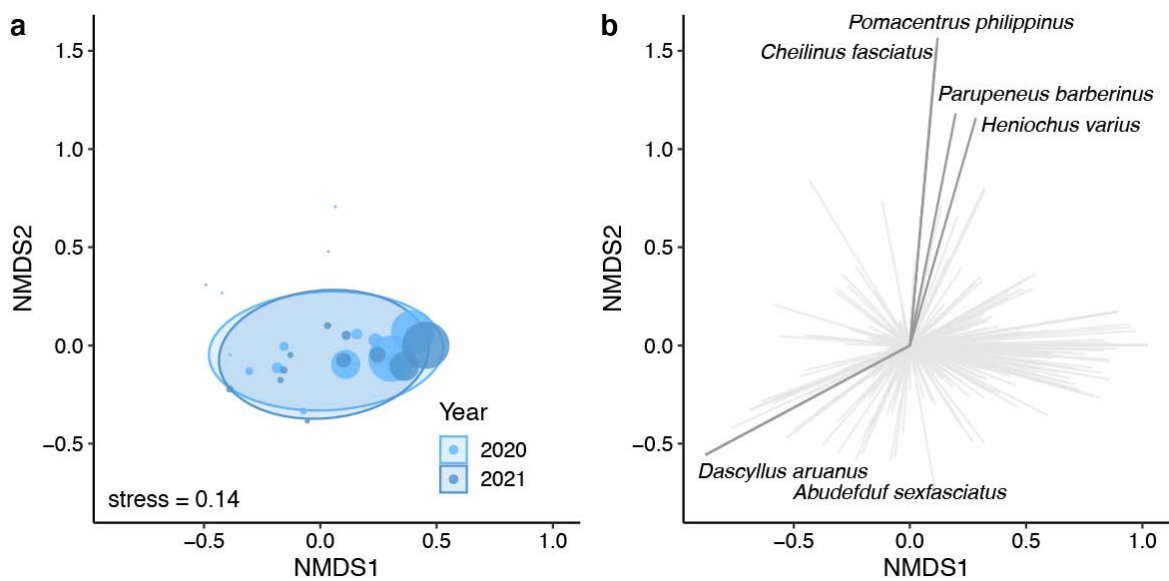 a
1.5
1.0
0.5
0.0
−0.5
NMDS2
−0.5
0.0
0.5
1.0
NMDS1
stress = 0.14
Year
2020
2021
b
1.5
1.0
0.5
0.0
−0.5
NMDS2
−0.5
0.0
0.5
1.0
NMDS1
Pomacentrus philippinus
Cheilinus fasciatus
Parupeneus barberinus
Heniochus varius
Dascyllus aruanus
Abudefduf sexfasciatus